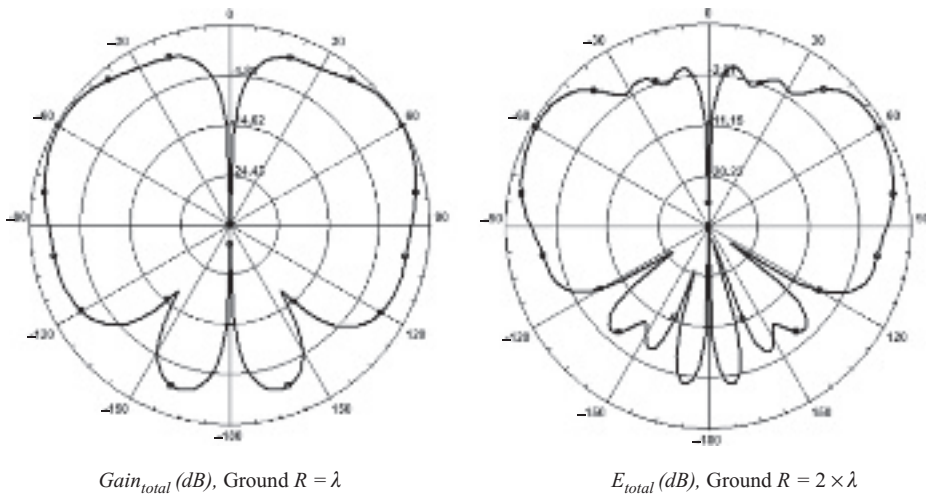 0 0
−30 30 −30 30
−60 60 −60 60
14,62 11,15
24,43 20,22
−90 90 −90
−120 120 −120 120
−150 150 −150 150
−180 −180
Gain_total (dB), Ground R = λ
E_total (dB), Ground R = 2 × λ